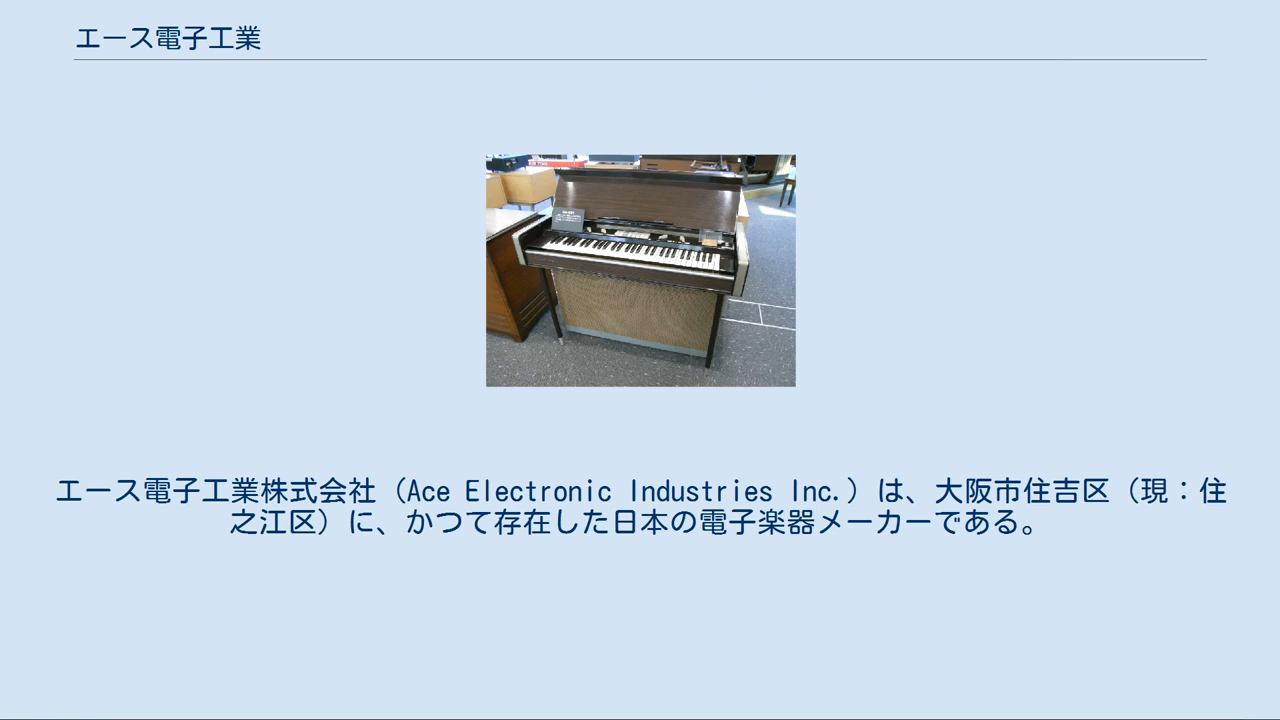 エース電子工業
エース電子工業株式会社（Ace Electronic Industries Inc.）は、大阪市住吉区（現：住
之江区）に、かつて存在した日本の電子楽器メーカーである。